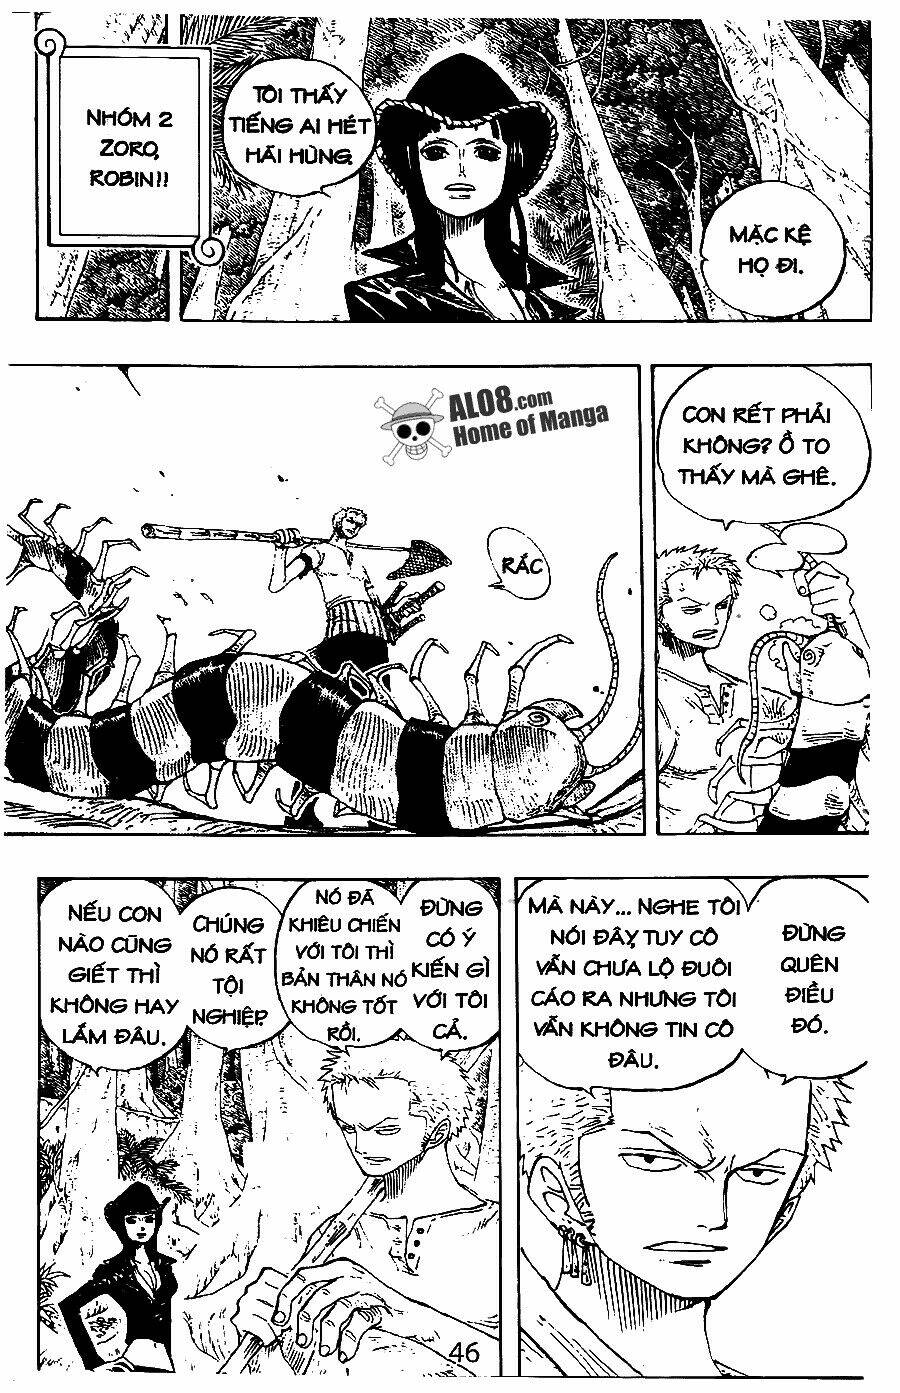 NHÓM 2
ZORO,
ROBIN!!
TÔI THẤY
TIẾNG AI HÉT
HÃI HÙNG.
MẶC KỆ
HỌ ĐI.
AL08.com
Home of Manga
RẮC
CON RẾT PHẢI
KHÔNG? Ồ TO
THẤY MÀ GHÊ.
NẾU CON
NÀO CŨNG
GIẾT THÌ
KHÔNG HAY
LẮM ĐÂU.
CHÚNG
NÓ RẤT
TỘI
NGHIỆP.
NÓ ĐÃ
KHIÊU CHIẾN
VỚI TÔI THÌ
BẢN THÂN NÓ
KHÔNG TỐT
RỒI.
ĐỪNG
CÓ Ý
KIẾN GÌ
VỚI TÔI
CẢ.
MÀ NÀY... NGHE TÔI
NÓI ĐÂY, TUY CÔ
VẪN CHƯA LỘ ĐUÔI
CÁO RA NHƯNG TÔI
VẪN KHÔNG TIN CÔ
ĐÂU.
ĐỪNG
QUÊN
ĐIỀU
ĐÓ.
46